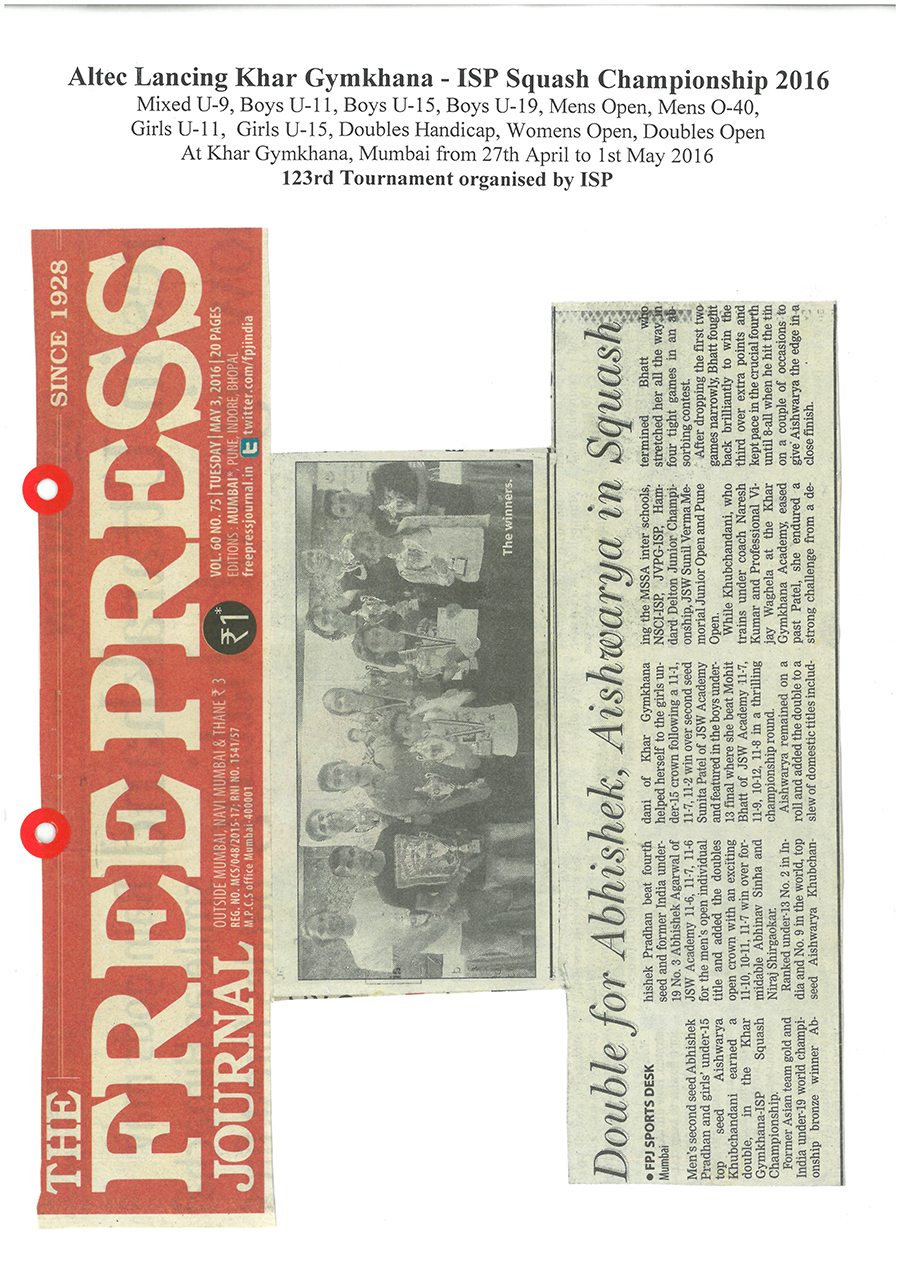 Altec Lancing Khar Gymkhana - ISP Squash Championship 2016
Mixed U-9, Boys U-11, Boys U-15, Boys U-19, Mens Open, Mens O-40,
Girls U-11, Girls U-15, Doubles Handicap, Womens Open, Doubles Open
At Khar Gymkhana, Mumbai from 27th April to 1st May 2016
123rd Tournament organised by ISP
THE
SINCE 1928
FREE PRESS
JOURNAL
OUTSIDE MUMBAI, NAVI MUMBAI & THANE ₹ 3
REG. NO. MCS/048/2015-17: RNI NO. 1541/57
M.P.C.S office Mumbai-400001
₹1*
VOL. 60 NO. 75 | TUESDAY | MAY 3, 2016 | 20 PAGES
EDITIONS : MUMBAI*, PUNE, INDORE, BHOPAL
freepressjournal.in twitter.com/fpjindia
The winners.
Double for Abhishek, Aishwarya in Squash
• FPJ SPORTS DESK
Mumbai
Men's second seed Abhishek
Pradhan and girls' under-15
top seed Aishwarya
Khubchandani earned a
double, in the Khar
Gymkhana-ISP Squash
Championship.
Former Asian team gold and
India under-19 world champi-
onship bronze winner Ab-
hishek Pradhan beat fourth
seed and former India under-
19 No. 3 Abhishek Agarwal of
JSW Academy 11-6, 11-7, 11-6
for the men's open individual
title and added the doubles
open crown with an exciting
11-10, 10-11, 11-7 win over for-
midable Abhinav Sinha and
Niraj Shirgaokar.
Ranked under-13 No. 2 in In-
dia and No. 9 in the world, top
seed Aishwarya Khubchan-
dani of Khar Gymkhana
helped herself to the girls un-
der-15 crown following a 11-1,
11-7, 11-2 win over second seed
Sunita Patel of JSW Academy
and featured in the boys under-
13 final where she beat Mohit
Bhatt of JSW Academy 11-7,
11-9, 10-12, 11-8 in a thrilling
championship round.
Aishwarya remained on a
roll and added the double to a
slew of domestic titles includ-
ing the MSSA inter schools,
NSCI-ISP, JVPG-ISP, Ham-
dard Delton Junior Champi-
onship, JSW Sunil Verma Me-
morial Junior Open and Pune
Open.
While Khubchandani, who
trains under coach Naresh
Kumar and Professional Vi-
jay Waghela at the Khar
Gymkhana Academy, eased
past Patel, she endured a
strong challenge from a de-
termined Bhatt who
stretched her all the way in
four tight games in an ab-
sorbing contest.
After dropping the first two
games narrowly, Bhatt fought
back brilliantly to win the
third over extra points and
kept pace in the crucial fourth
until 8-all when he hit the tin
on a couple of occasions to
give Aishwarya the edge in a
close finish.